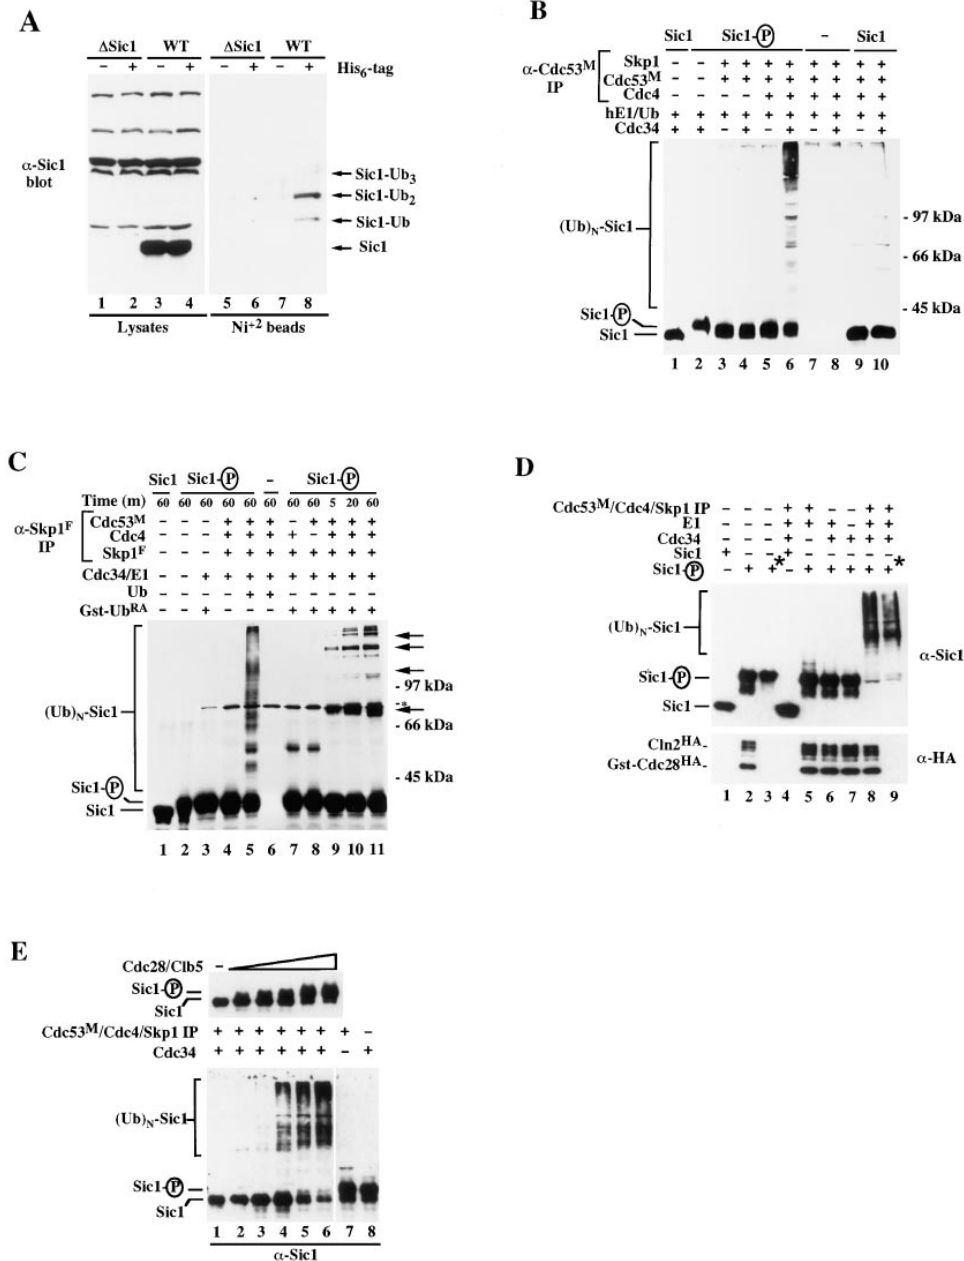 A
ΔSic1 WT ΔSic1 WT
– + – + – + – + His6-tag
α-Sic1
blot
Sic1-Ub3
Sic1-Ub2
Sic1-Ub
Sic1
1 2 3 4 5 6 7 8
Lysates Ni+2 beads
B
Sic1 Sic1-P – Sic1
α-Cdc53M
IP
Skp1 – – + + + + + + + +
Cdc53M – – + + + + + + + +
Cdc4 – – – – + + + + + +
hE1/Ub + + + + + + + + + +
Cdc34 + + – + – + – + – +
(Ub)N-Sic1
- 97 kDa
- 66 kDa
- 45 kDa
Sic1-P
Sic1
1 2 3 4 5 6 7 8 9 10
C
Sic1 Sic1-P – Sic1-P
Time (m) 60 60 60 60 60 60 60 60 5 20 60
α-Skp1F
IP
Cdc53M – – – + + + – + + + +
Cdc4 – – – + + + + – + + +
Skp1F – – – + + + + + + + +
Cdc34/E1 – – + + + + + + + + +
Ub – – – – + + – – – – –
Gst-UbRA – – + – – – + + + + +
(Ub)N-Sic1
- 97 kDa
-*
- 66 kDa
- 45 kDa
Sic1-P
Sic1
1 2 3 4 5 6 7 8 9 10 11
D
Cdc53M/Cdc4/Skp1 IP – – – + + – – + +
E1 – – – + + + – + +
Cdc34 – – – + – + – + +
Sic1 + – – + – – – – –
Sic1-P – + +* – + + + + +*
(Ub)N-Sic1
α-Sic1
Sic1-P
Sic1
Cln2HA-
Gst-Cdc28HA-
α-HA
1 2 3 4 5 6 7 8 9
E
Cdc28/Clb5 –
Sic1-P
Sic1
Cdc53M/Cdc4/Skp1 IP + + + + + + + –
Cdc34 + + + + + + – +
(Ub)N-Sic1
Sic1-P
Sic1
1 2 3 4 5 6 7 8
α-Sic1